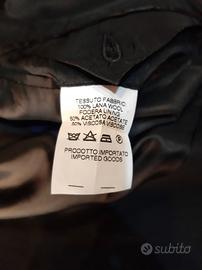 TESSUTO FABBRIC
100% LANA WOOL
FODERA LINING
50% ACETATO ACETATE
50% VISCOSA VISCOSE
PRODOTTO IMPORTATO
IMPORTED GOODS
subito